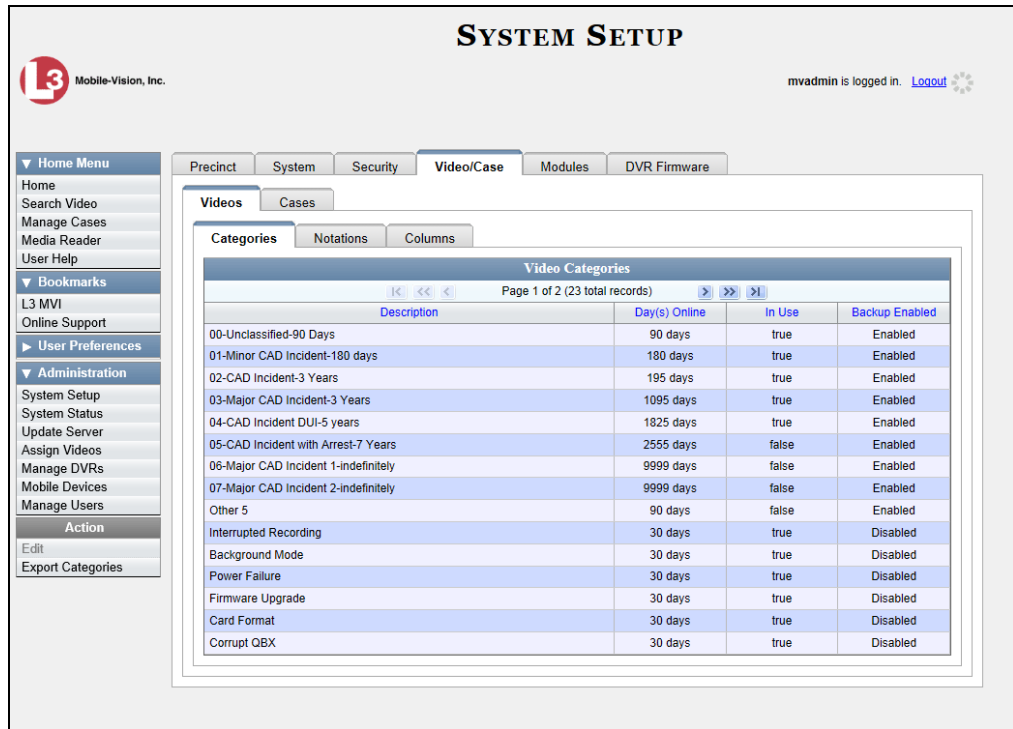 SYSTEM SETUP
L3 Mobile-Vision, Inc.
mvadmin is logged in. Logout
Home Menu
Home
Search Video
Manage Cases
Media Reader
User Help
Bookmarks
L3 MVI
Online Support
User Preferences
Administration
System Setup
System Status
Update Server
Assign Videos
Manage DVRs
Mobile Devices
Manage Users
Action
Edit
Export Categories
Precinct System Security Video/Case Modules DVR Firmware
Videos Cases
Categories Notations Columns
Video Categories
Page 1 of 2 (23 total records)
Description Day(s) Online In Use Backup Enabled
00-Unclassified-90 Days 90 days true Enabled
01-Minor CAD Incident-180 days 180 days true Enabled
02-CAD Incident-3 Years 195 days true Enabled
03-Major CAD Incident-3 Years 1095 days true Enabled
04-CAD Incident DUI-5 years 1825 days true Enabled
05-CAD Incident with Arrest-7 Years 2555 days false Enabled
06-Major CAD Incident 1-indefinitely 9999 days false Enabled
07-Major CAD Incident 2-indefinitely 9999 days false Enabled
Other 5 90 days false Enabled
Interrupted Recording 30 days true Disabled
Background Mode 30 days true Disabled
Power Failure 30 days true Disabled
Firmware Upgrade 30 days true Disabled
Card Format 30 days true Disabled
Corrupt QBX 30 days true Disabled